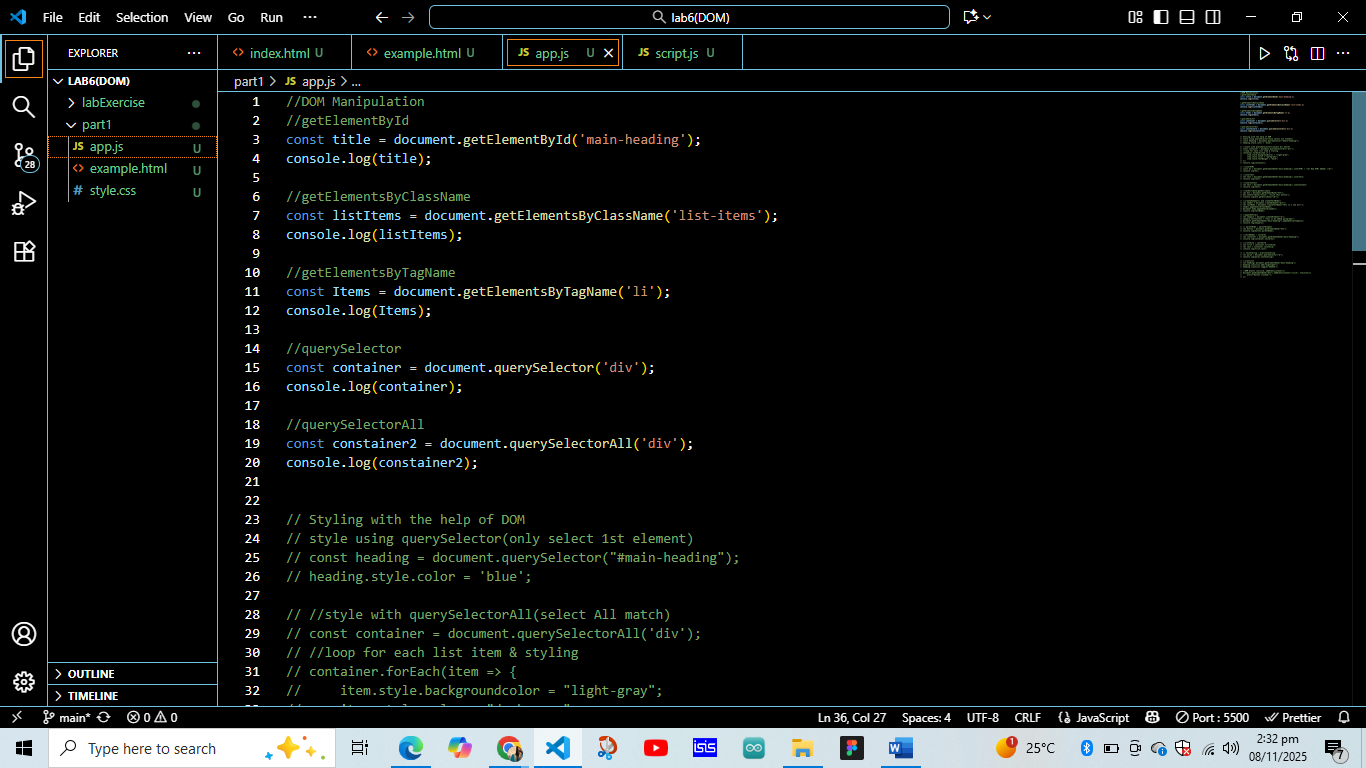 File Edit Selection View Go Run ···
lab6(DOM)
EXPLORER ···
index.html U
example.html U
JS app.js U
JS script.js U
LAB6(DOM)
labExercise
part1
JS app.js U
example.html U
# style.css U
OUTLINE
TIMELINE
28
part1 > JS app.js > ...
1 //DOM Manipulation
2 //getElementById
3 const title = document.getElementById('main-heading');
4 console.log(title);
5
6 //getElementsByClassName
7 const listItems = document.getElementsByClassName('list-items');
8 console.log(listItems);
9
10 //getElementsByTagName
11 const Items = document.getElementsByTagName('li');
12 console.log(Items);
13
14 //querySelector
15 const container = document.querySelector('div');
16 console.log(container);
17
18 //querySelectorAll
19 const constainer2 = document.querySelectorAll('div');
20 console.log(constainer2);
21
22
23 // Styling with the help of DOM
24 // style using querySelector(only select 1st element)
25 // const heading = document.querySelector("#main-heading");
26 // heading.style.color = 'blue';
27
28 // //style with querySelectorAll(select All match)
29 // const container = document.querySelectorAll('div');
30 // //loop for each list item & styling
31 // container.forEach(item => {
32 //     item.style.backgroundcolor = "light-gray";
main* 0 0 Ln 36, Col 27 Spaces: 4 UTF-8 CRLF {} JavaScript Port : 5500 Prettier
Type here to search
isis
1 25°C
2:32 pm
08/11/2025
7